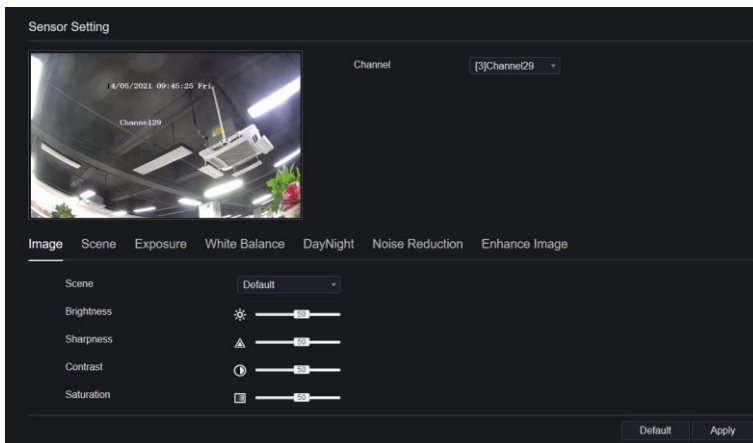 Sensor Setting
Channel [3]Channel29
14/05/2021 09:45:25 Fri
Channel29
Image Scene Exposure White Balance DayNight Noise Reduction Enhance Image
Scene Default
Brightness 50
Sharpness 50
Contrast 50
Saturation 50
Default Apply